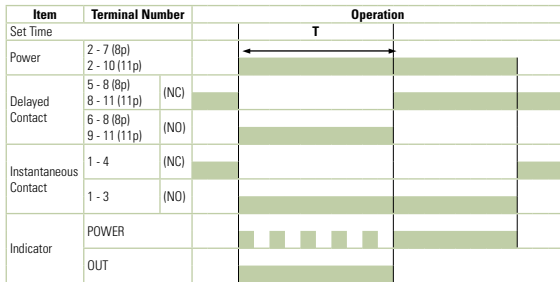 Item Terminal Number Operation
Set Time T
Power 2 - 7 (8p)
2 - 10 (11p)
Delayed
Contact
5 - 8 (8p)
8 - 11 (11p)
(NC)
6 - 8 (8p)
9 - 11 (11p)
(NO)
Instantaneous
Contact
1 - 4 (NC)
1 - 3 (NO)
Indicator
POWER
OUT